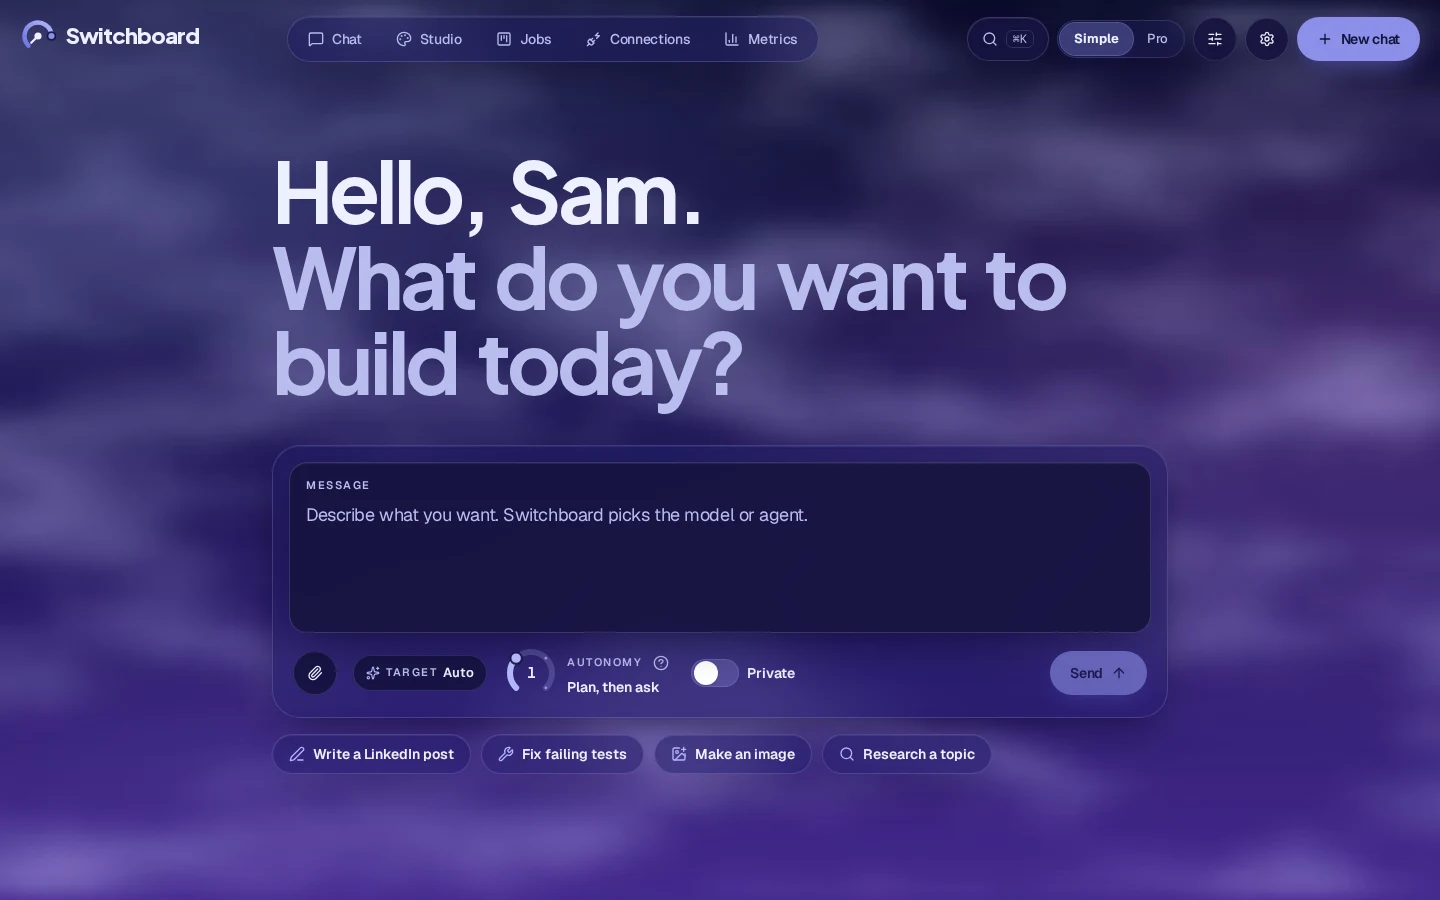 Switchboard
Chat
Studio
Jobs
Connections
Metrics
⌘K
Simple
Pro
New chat
Hello, Sam.
What do you want to
build today?
MESSAGE
Describe what you want. Switchboard picks the model or agent.
TARGET Auto
1
AUTONOMY
Plan, then ask
Private
Send
Write a LinkedIn post
Fix failing tests
Make an image
Research a topic